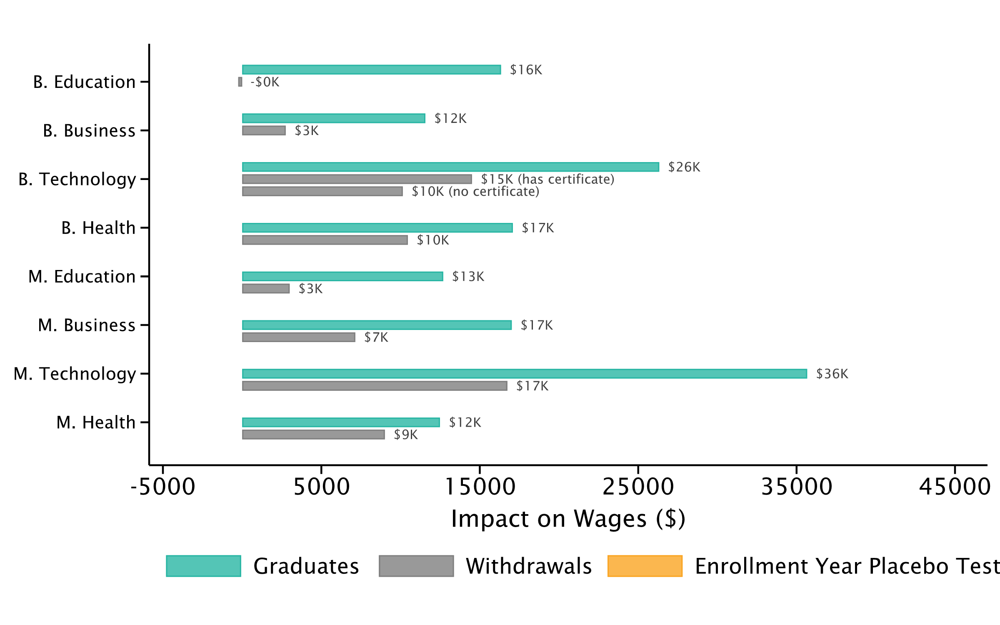 $16K
B. Education
-$0K
$12K
B. Business
$3K
$26K
B. Technology
$15K (has certificate)
$10K (no certificate)
B. Health
$17K
$10K
M. Education
$13K
$3K
M. Business
$17K
$7K
M. Technology
$36K
$17K
M. Health
$12K
$9K
-5000 5000 15000 25000 35000 45000
Impact on Wages ($)
Graduates Withdrawals Enrollment Year Placebo Test